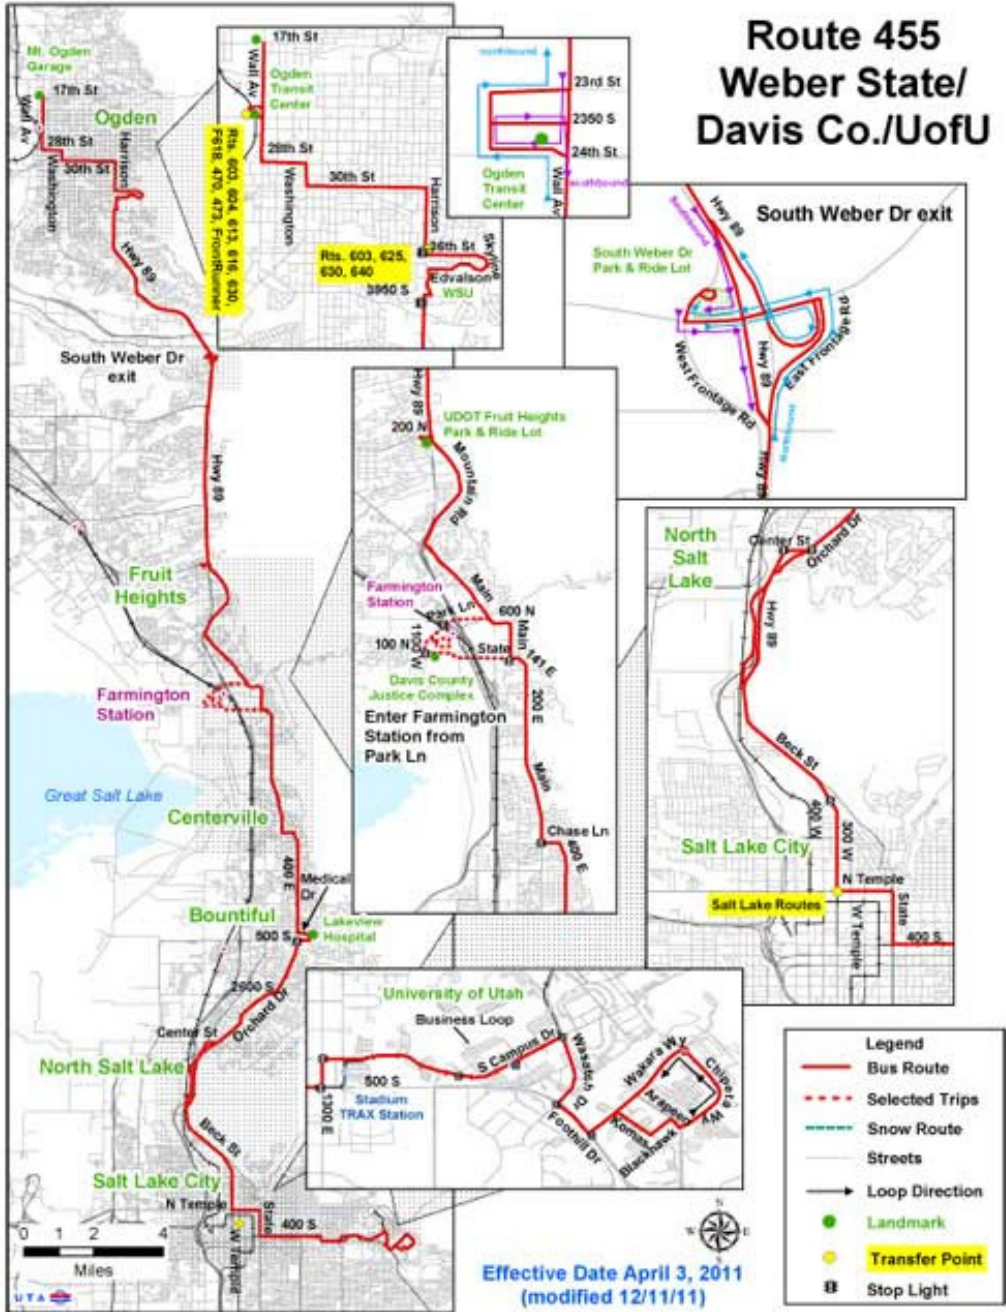 Route 455
Weber State/
Davis Co./UofU
Mt. Ogden
Garage
17th St
Wall Av
Ogden
28th St
30th St
Washington
Harrison
Hwy 89
South Weber Dr
exit
Hwy 89
Fruit
Heights
Farmington
Station
Great Salt Lake
Centerville
400 E
Medical
Dr
Bountiful
Lakeview
Hospital
500 S
2600 S
Orchard Dr
Center St
North Salt Lake
Beck St
Salt Lake City
N Temple
State
400 S
W Temple
0 1 2 4
Miles
UTA
17th St
Wall Av
Ogden
Transit
Center
Rts. 603, 604, 613, 616, 630,
F618, 470, 473, FrontRunner
28th St
Washington
30th St
Harrison
36th St
Skyline
Rts. 603, 625,
630, 640
Edvalson
WSU
3950 S
northbound
23rd St
2350 S
24th St
Ogden
Transit
Center
Wall Av
southbound
South Weber Dr exit
Hwy 89
southbound
South Weber Dr
Park & Ride Lot
West Frontage Rd
Hwy 89
East Frontage Rd
northbound
Hwy 89
Hwy 89
UDOT Fruit Heights
Park & Ride Lot
200 N
Mountain Rd
Main
Farmington
Station
Park Ln
600 N
Main
1100 W
100 N
State
141 E
Davis County
Justice Complex
200 E
Enter Farmington
Station from
Park Ln
Main
Chase Ln
400 E
North
Salt
Lake
Center St
Orchard Dr
Hwy 89
Beck St
400 W
300 W
Salt Lake City
N Temple
Salt Lake Routes
State
W Temple
400 S
University of Utah
Business Loop
S Campus Dr
Wasatch Dr
500 S
Stadium
TRAX Station
1300 E
Foothill Dr
Wakara Wy
Chipeta Wy
Arapeen
Komas
Blackhawk
N
W
E
S
Effective Date April 3, 2011
(modified 12/11/11)
Legend
Bus Route
Selected Trips
Snow Route
Streets
Loop Direction
Landmark
Transfer Point
Stop Light